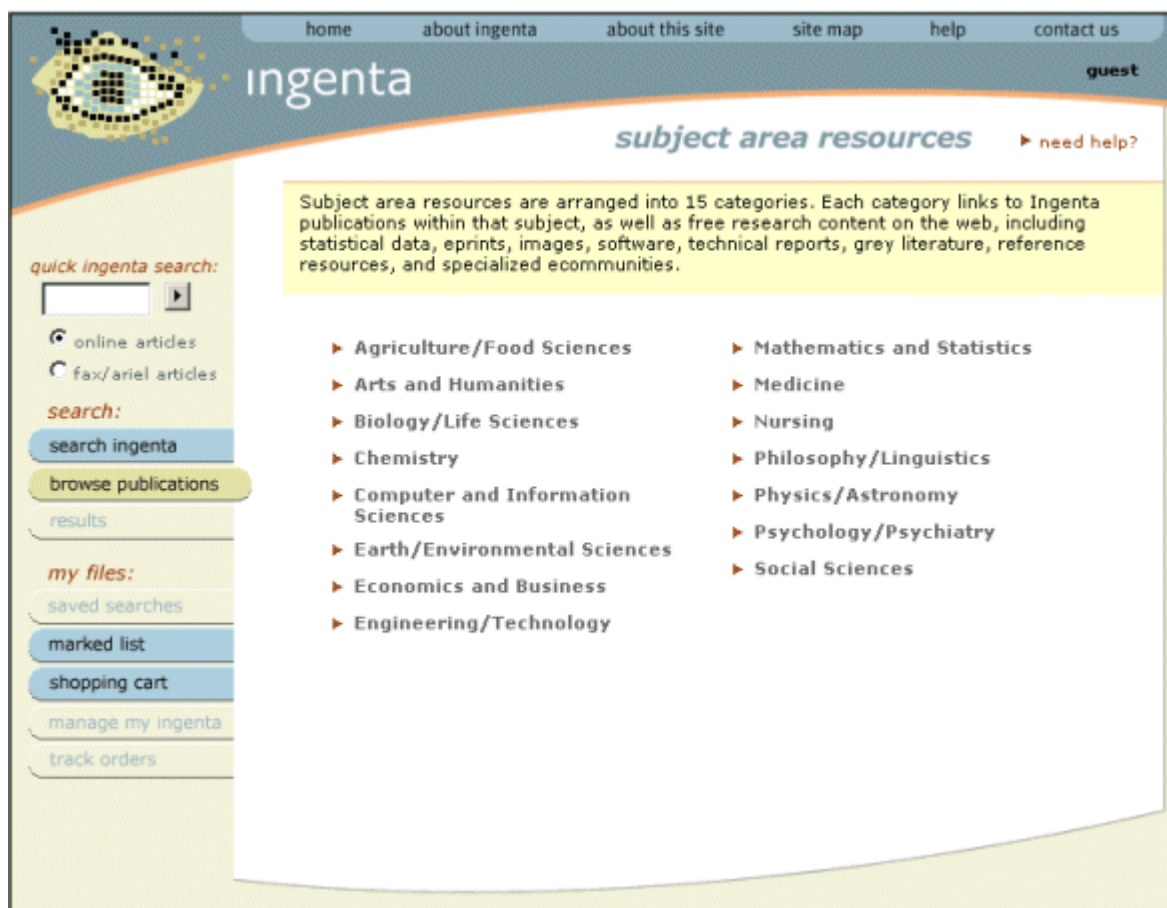 home about ingenta about this site site map help contact us
ingenta
guest
subject area resources
need help?
Subject area resources are arranged into 15 categories. Each category links to Ingenta
publications within that subject, as well as free research content on the web, including
statistical data, eprints, images, software, technical reports, grey literature, reference
resources, and specialized ecommunities.
quick ingenta search:
online articles
fax/ariel articles
search:
search ingenta
browse publications
results
my files:
saved searches
marked list
shopping cart
manage my ingenta
track orders
Agriculture/Food Sciences
Arts and Humanities
Biology/Life Sciences
Chemistry
Computer and Information
Sciences
Earth/Environmental Sciences
Economics and Business
Engineering/Technology
Mathematics and Statistics
Medicine
Nursing
Philosophy/Linguistics
Physics/Astronomy
Psychology/Psychiatry
Social Sciences